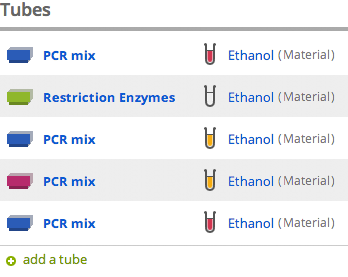 Tubes
PCR mix Ethanol (Material)
Restriction Enzymes Ethanol (Material)
PCR mix Ethanol (Material)
PCR mix Ethanol (Material)
PCR mix Ethanol (Material)
add a tube